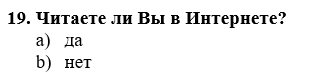 19. Читаете ли Вы в Интернете?
a) да
b) нет